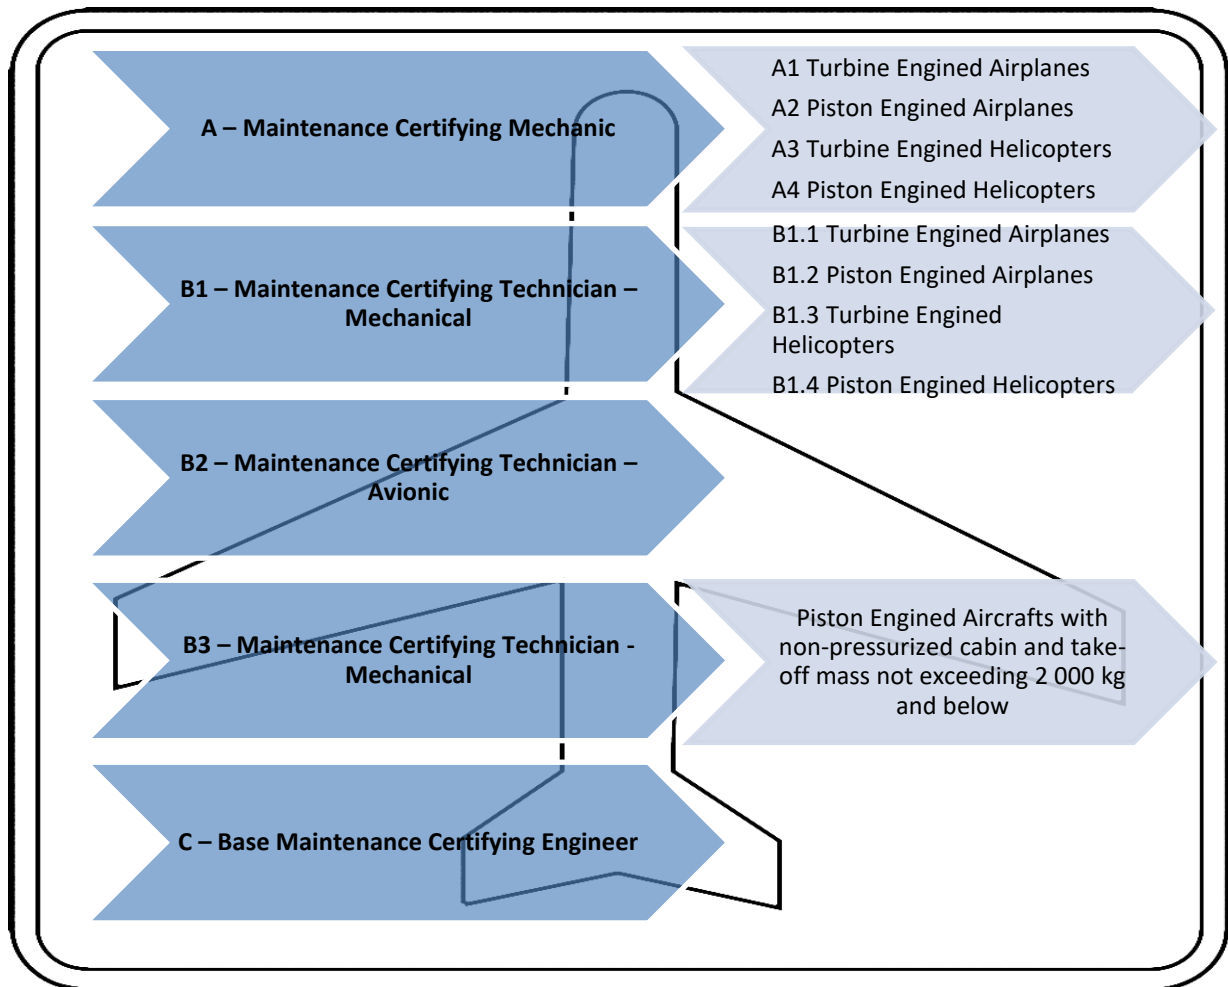 A – Maintenance Certifying Mechanic
A1 Turbine Engined Airplanes
A2 Piston Engined Airplanes
A3 Turbine Engined Helicopters
A4 Piston Engined Helicopters
B1 – Maintenance Certifying Technician –
Mechanical
B1.1 Turbine Engined Airplanes
B1.2 Piston Engined Airplanes
B1.3 Turbine Engined
Helicopters
B1.4 Piston Engined Helicopters
B2 – Maintenance Certifying Technician –
Avionic
B3 – Maintenance Certifying Technician -
Mechanical
Piston Engined Aircrafts with
non-pressurized cabin and take-
off mass not exceeding 2 000 kg
and below
C – Base Maintenance Certifying Engineer